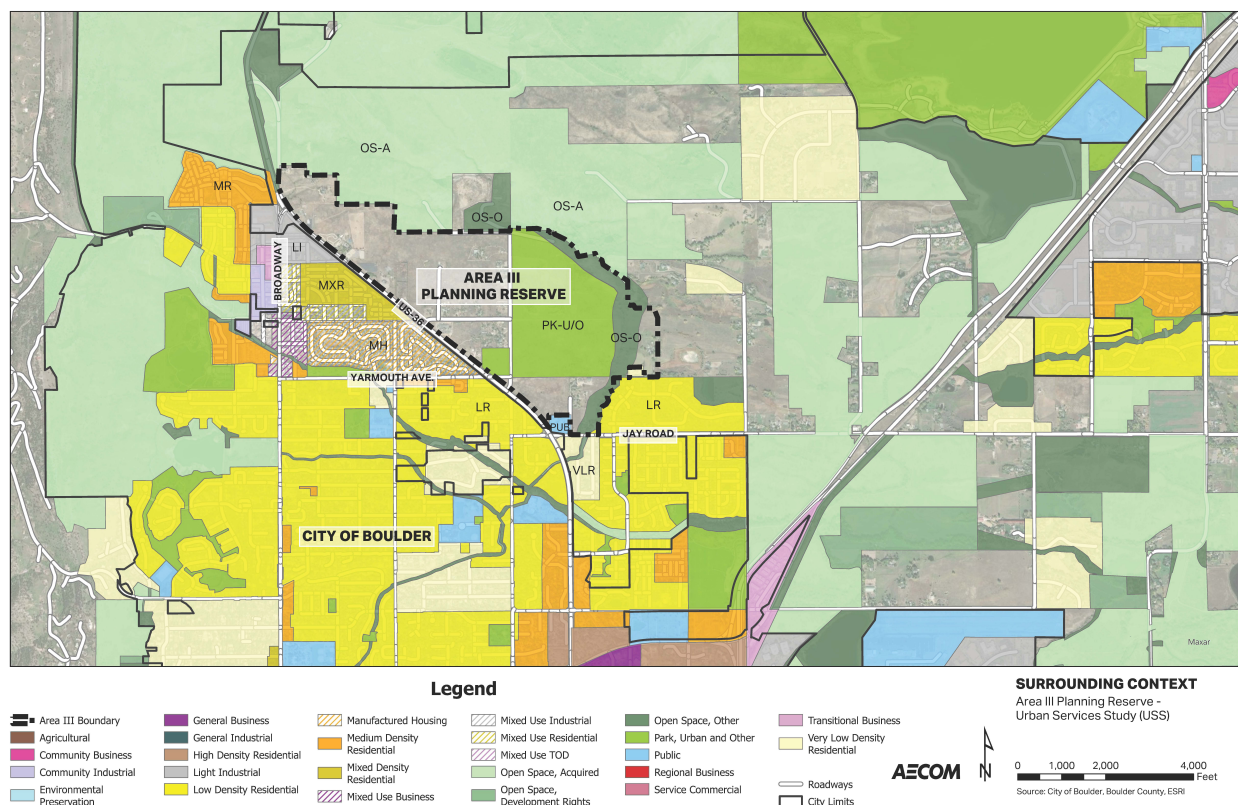 OS-A
MR
OS-O
OS-A
LI
BROADWAY
AREA III
PLANNING RESERVE
MXR
US-36
PK-U/O
MH
OS-O
YARMOUTH AVE.
LR
LR
PUB
JAY ROAD
VLR
CITY OF BOULDER
Maxar
Legend
Area III Boundary
Agricultural
Community Business
Community Industrial
Environmental
Preservation
General Business
General Industrial
High Density Residential
Light Industrial
Low Density Residential
Manufactured Housing
Medium Density
Residential
Mixed Density
Residential
Mixed Use Business
Mixed Use Industrial
Mixed Use Residential
Mixed Use TOD
Open Space, Acquired
Open Space,
Development Rights
Open Space, Other
Park, Urban and Other
Public
Regional Business
Service Commercial
Transitional Business
Very Low Density
Residential
Roadways
City Limits
AECOM
N
SURROUNDING CONTEXT
Area III Planning Reserve -
Urban Services Study (USS)
0 1,000 2,000 4,000
Feet
Source: City of Boulder, Boulder County, ESRI